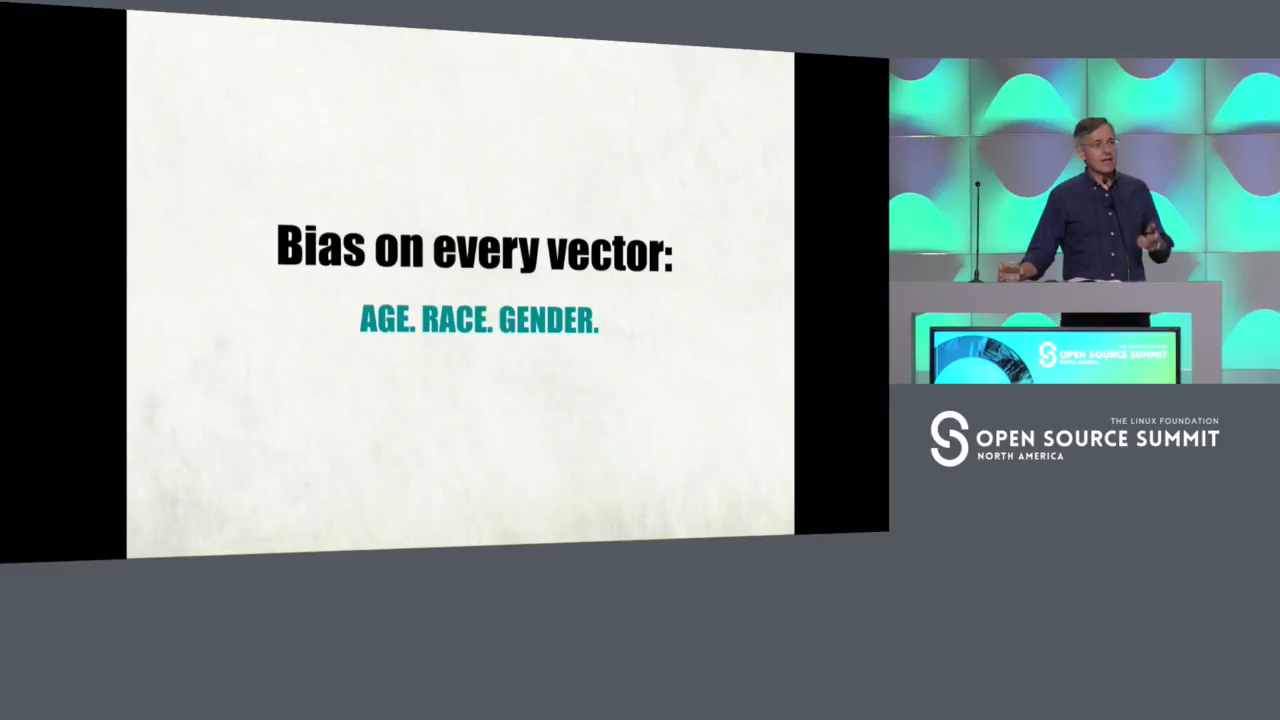 Bias on every vector:
AGE. RACE. GENDER.
OPEN SOURCE SUMMIT
THE LINUX FOUNDATION
OPEN SOURCE SUMMIT
NORTH AMERICA